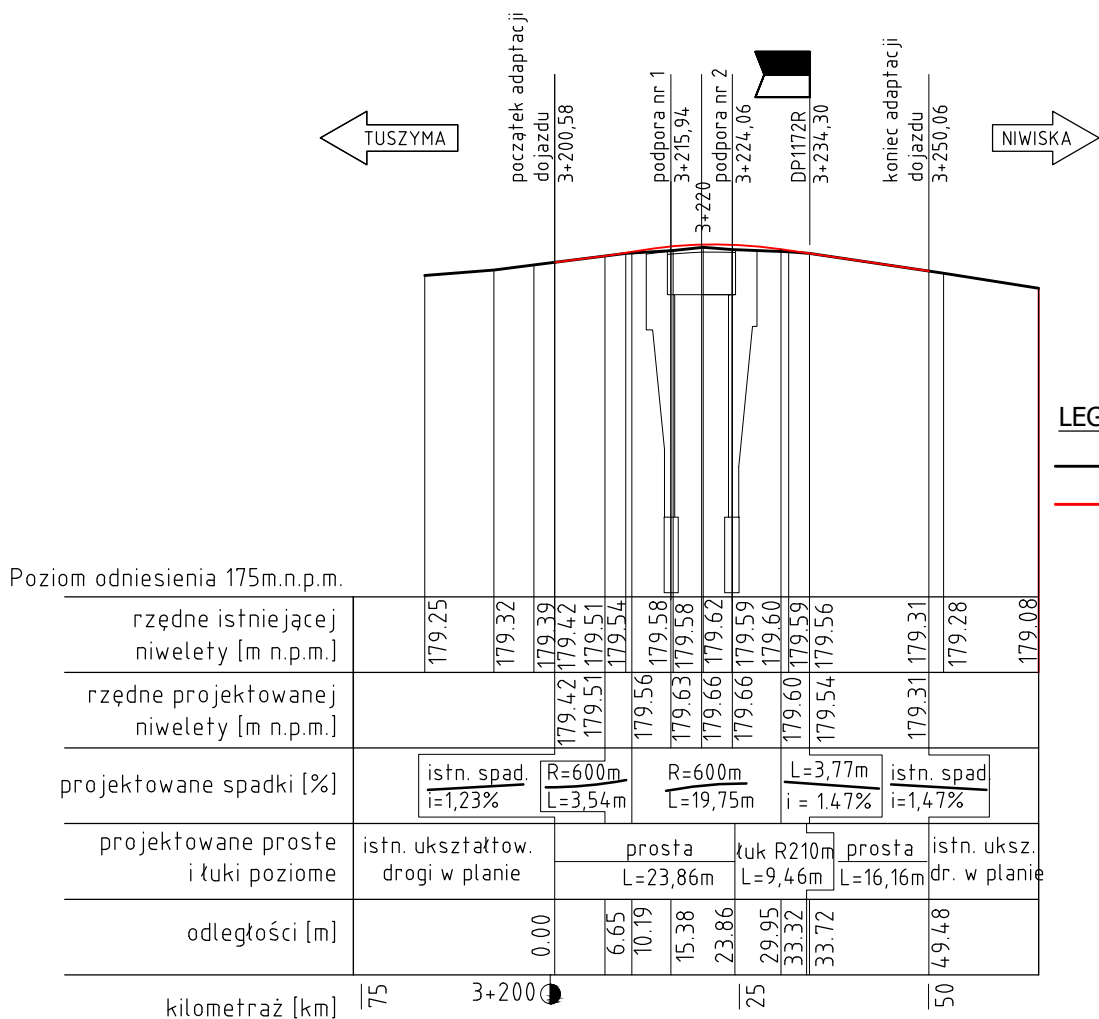 początek adaptacji
dojazdu
3+200,58
podpora nr 1
3+215,94
3+220
podpora nr 2
3+224,06
DP1172R
3+234,30
koniec adaptacji
dojazdu
3+250,06
TUSZYMA
NIWISKA
LEG
Poziom odniesienia 175m.n.p.m.
rzędne istniejącej
niwelety [m n.p.m.]
179.25
179.32
179.39
179.42
179.51
179.54
179.58
179.58
179.62
179.59
179.60
179.59
179.56
179.31
179.28
179.08
rzędne projektowanej
niwelety [m n.p.m.]
179.42
179.51
179.56
179.63
179.66
179.66
179.60
179.54
179.31
projektowane spadki [%]
istn. spad.
i=1,23%
R=600m
L=3,54m
R=600m
L=19,75m
L=3,77m
i = 1.47%
istn. spad.
i=1,47%
projektowane proste
i łuki poziome
istn. ukształtow.
drogi w planie
prosta
L=23,86m
łuk R210m
L=9,46m
prosta
L=16,16m
istn. uksz.
dr. w planie
odległości [m]
0.00
6.65
10.19
15.38
23.86
29.95
33.32
33.72
49.48
kilometraż [km]
75
3+200
25
50